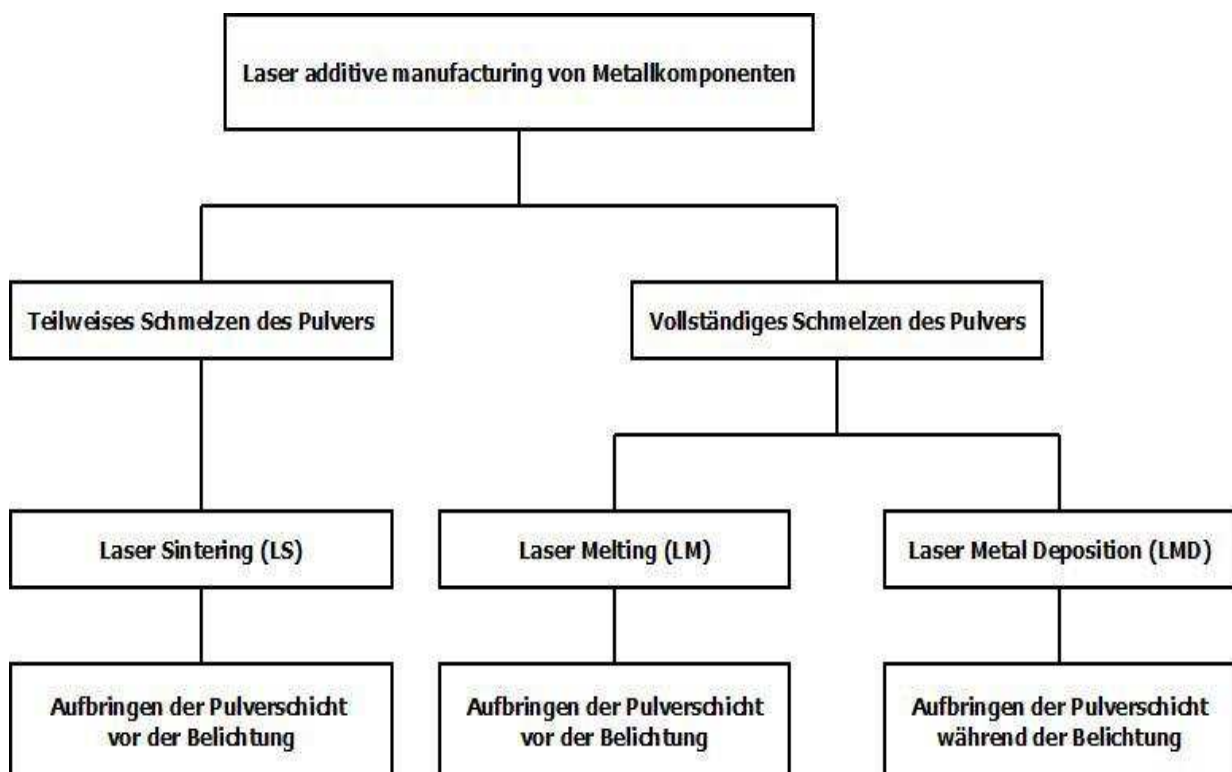 Laser additive manufacturing von Metallkomponenten
Teilweises Schmelzen des Pulvers
Vollständiges Schmelzen des Pulvers
Laser Sintering (LS)
Laser Melting (LM)
Laser Metal Deposition (LMD)
Aufbringen der Pulverschicht
vor der Belichtung
Aufbringen der Pulverschicht
vor der Belichtung
Aufbringen der Pulverschicht
während der Belichtung